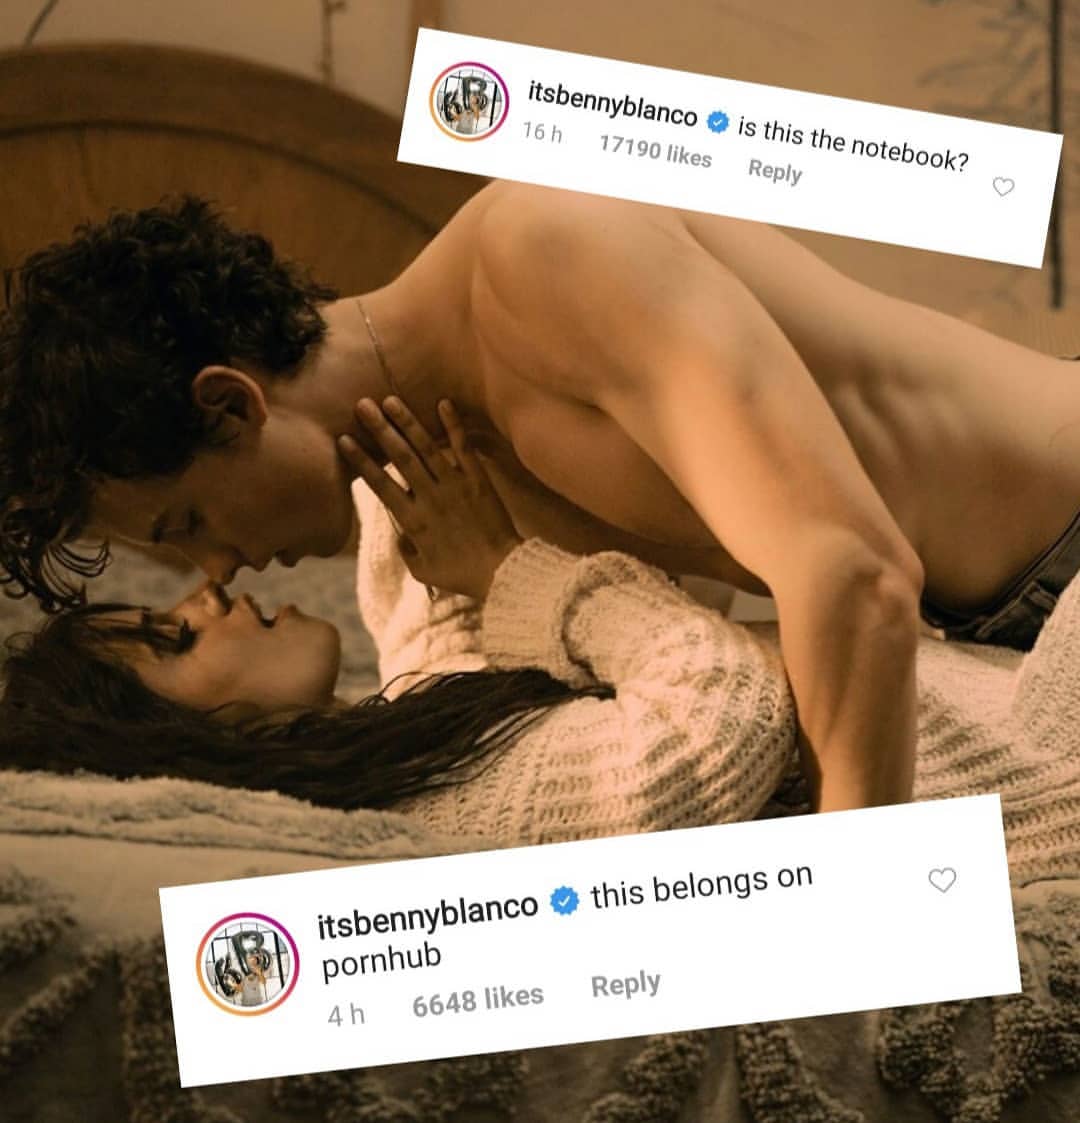 itsbennyblanco is this the notebook?
16 h 17190 likes Reply
itsbennyblanco this belongs on
pornhub
4 h 6648 likes Reply